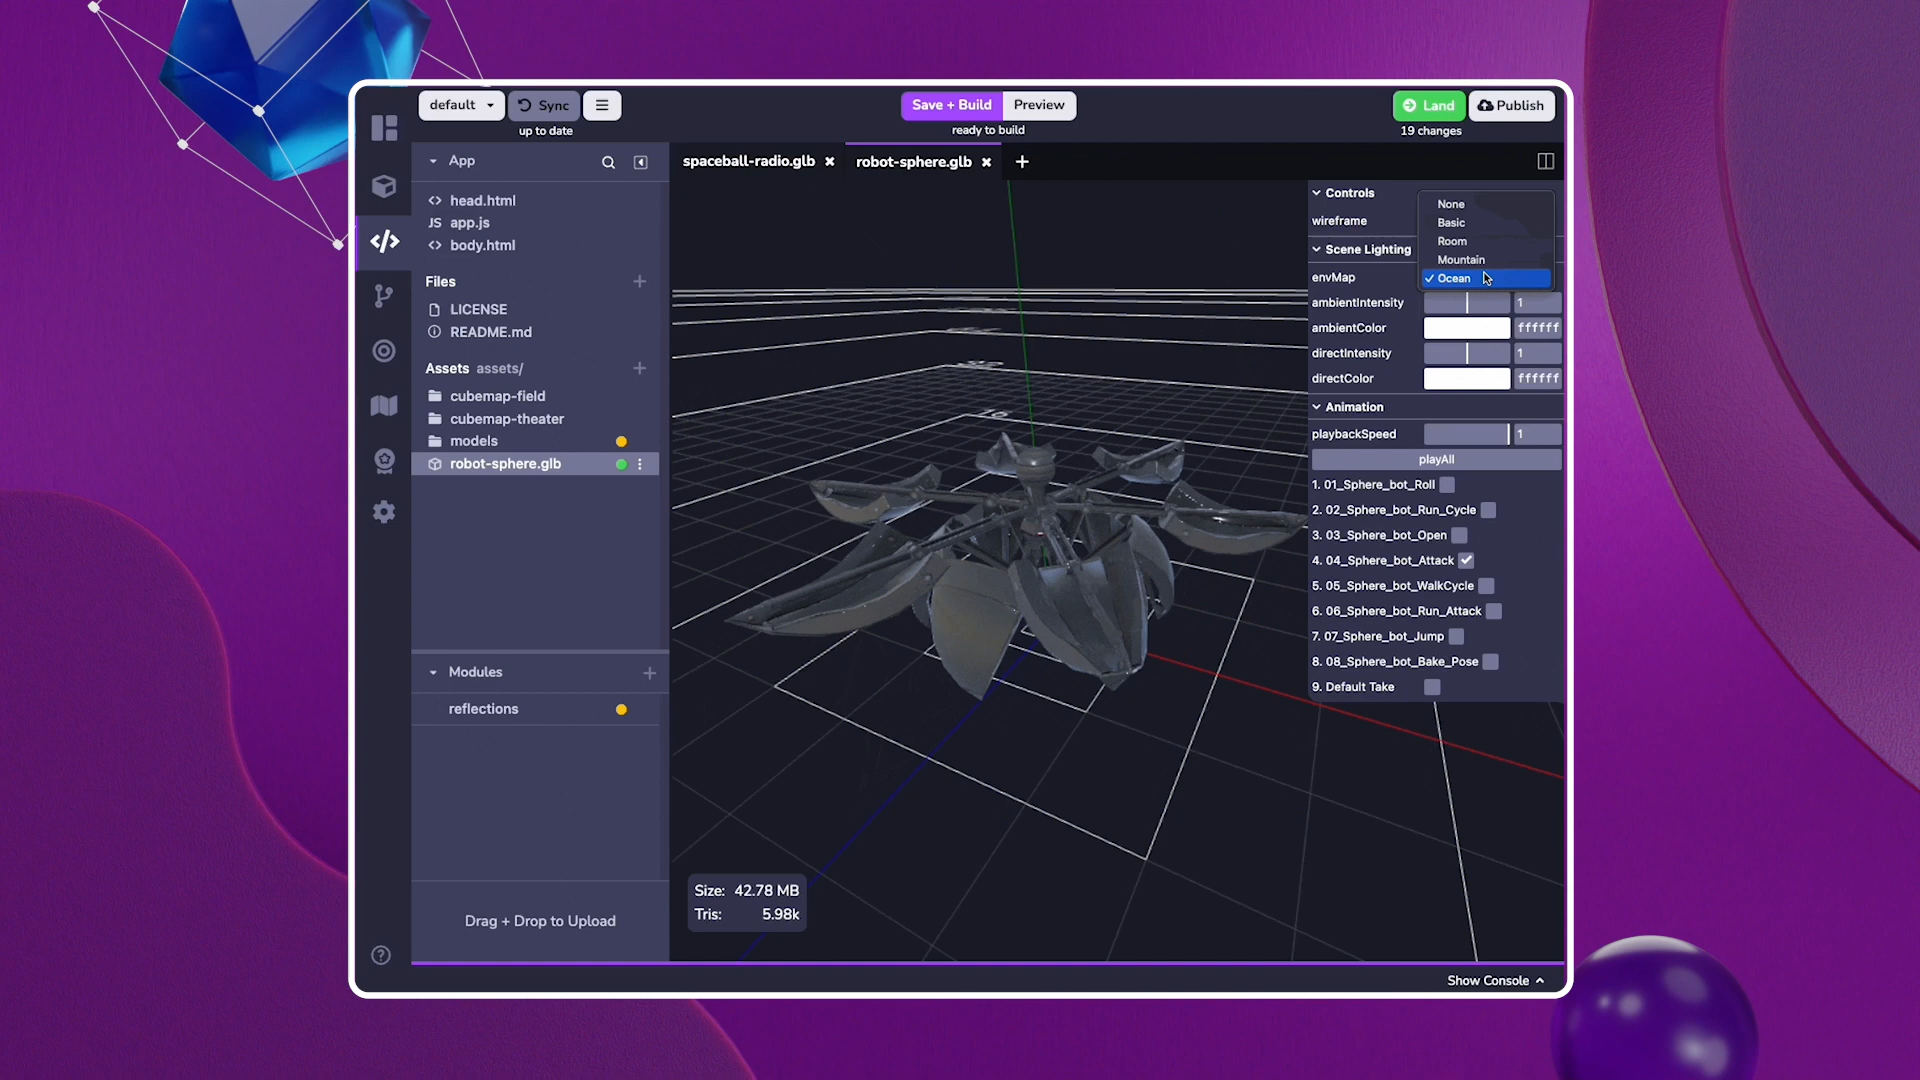 default
Sync
up to date
Save + Build
Preview
ready to build
Land
Publish
19 changes
App
<> head.html
JS app.js
<> body.html
Files
LICENSE
README.md
Assets assets/
cubemap-field
cubemap-theater
models
robot-sphere.glb
Modules
reflections
Drag + Drop to Upload
spaceball-radio.glb
robot-sphere.glb
16
Size: 42.78 MB
Tris: 5.98k
Controls
wireframe
Scene Lighting
envMap
None
Basic
Room
Mountain
Ocean
ambientIntensity 1
ambientColor ffffff
directIntensity 1
directColor ffffff
Animation
playbackSpeed 1
playAll
1. 01_Sphere_bot_Roll
2. 02_Sphere_bot_Run_Cycle
3. 03_Sphere_bot_Open
4. 04_Sphere_bot_Attack
5. 05_Sphere_bot_WalkCycle
6. 06_Sphere_bot_Run_Attack
7. 07_Sphere_bot_Jump
8. 08_Sphere_bot_Bake_Pose
9. Default Take
Show Console